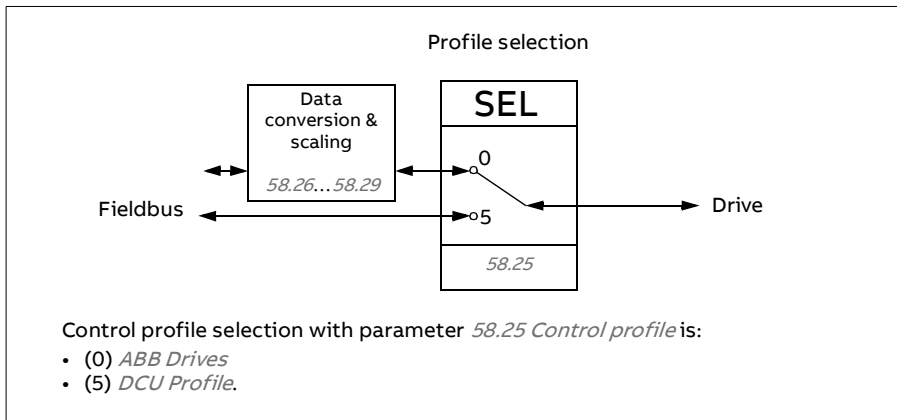 Profile selection
SEL
Data
conversion &
scaling
58.26...58.29
0
5
Fieldbus
Drive
58.25
Control profile selection with parameter 58.25 Control profile is:
• (0) ABB Drives
• (5) DCU Profile.